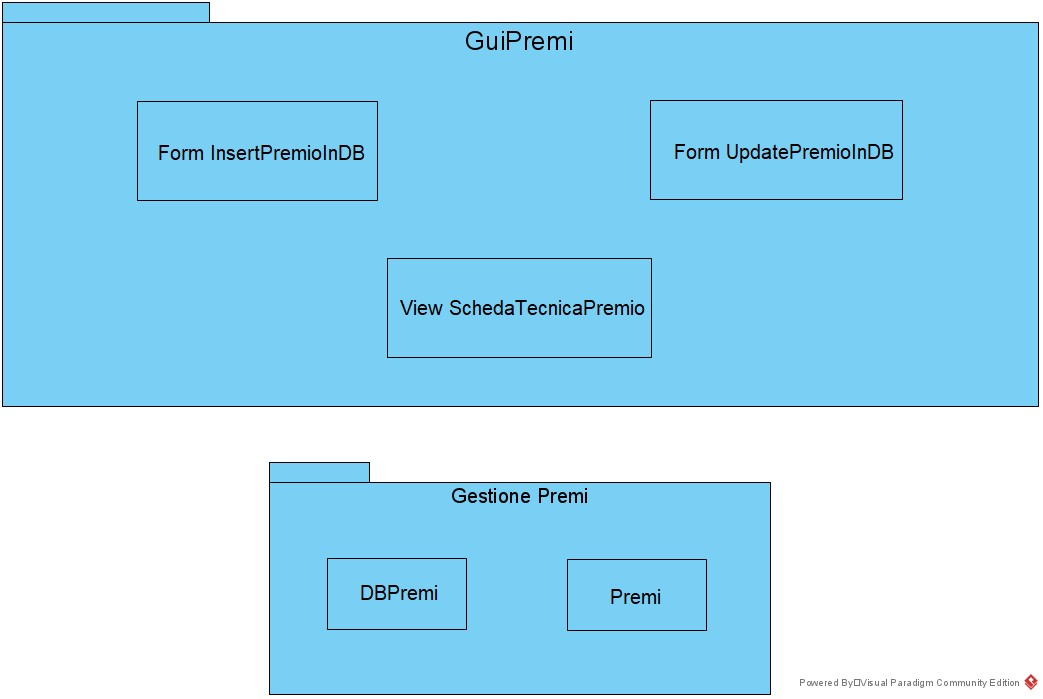 GuiPremi
Form InsertPremioInDB
Form UpdatePremioInDB
View SchedaTecnicaPremio
Gestione Premi
DBPremi
Premi
Powered By□Visual Paradigm Community Edition